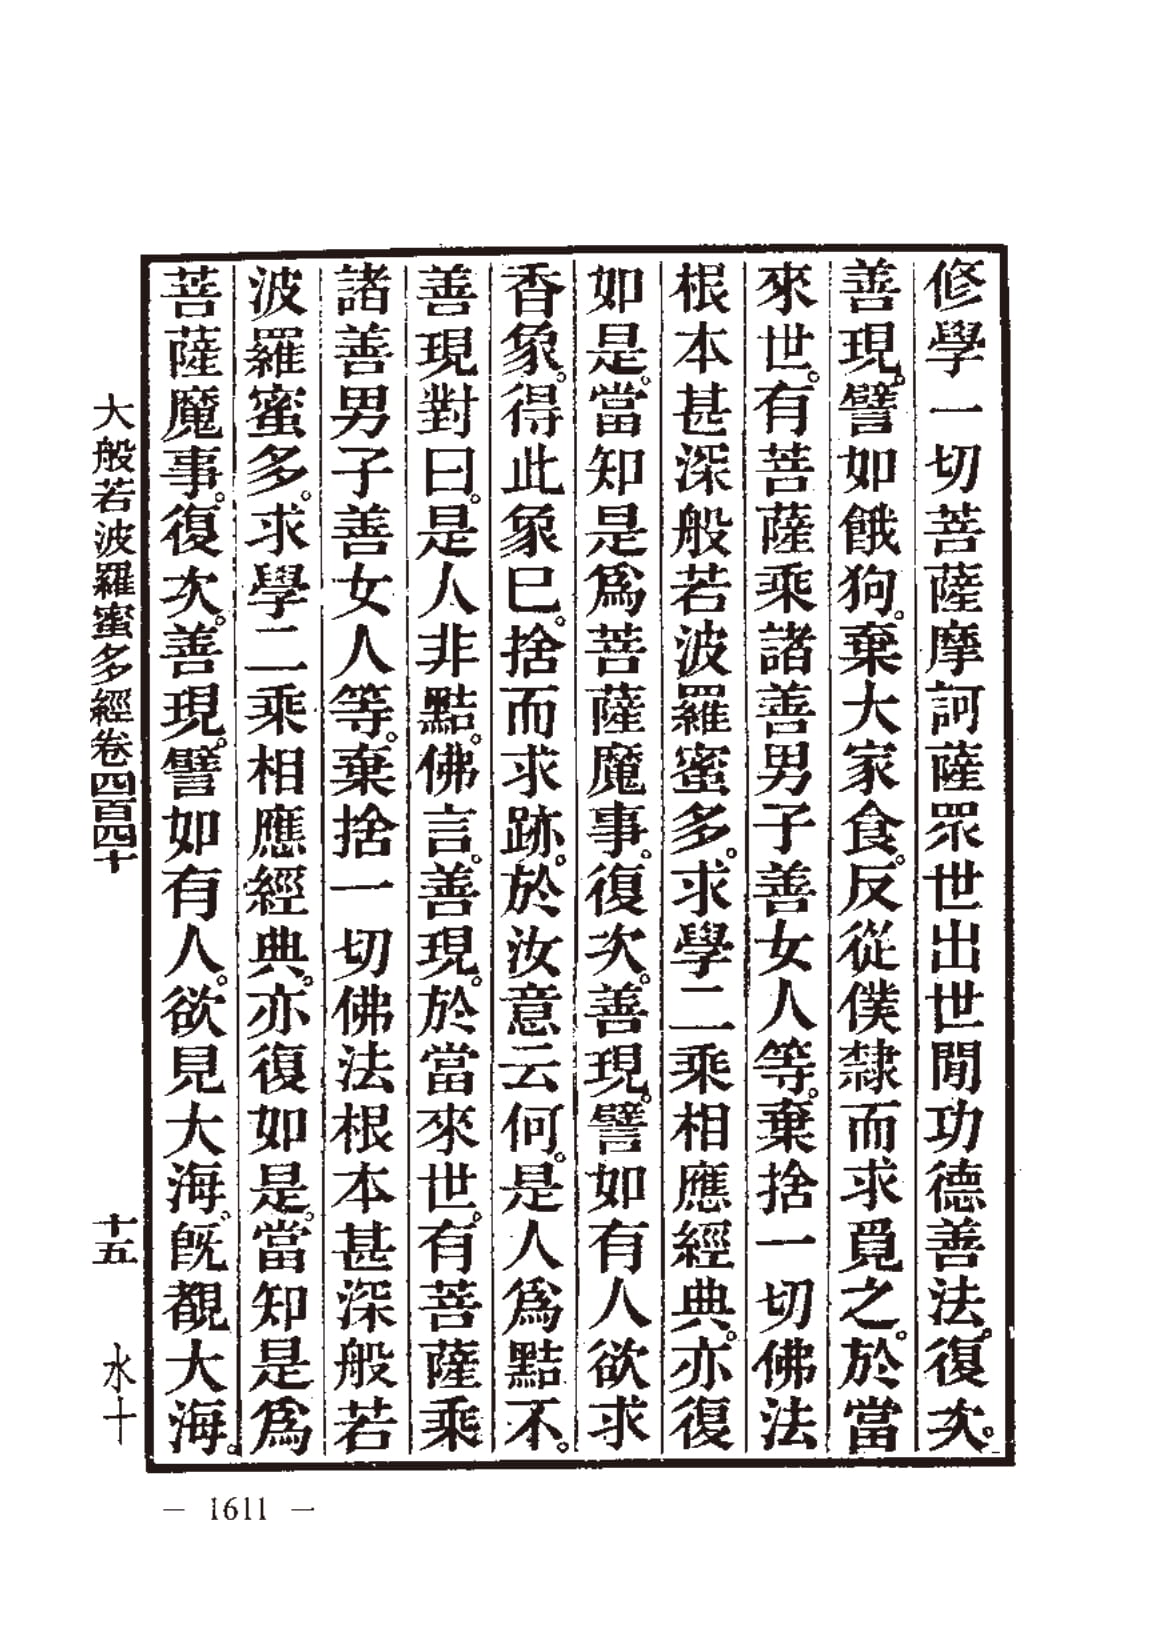 修學一切菩薩摩訶薩眾世出世閒功德善法。復次。
善現。譬如餓狗。棄大家食。反從僕隸而求覓之。於當
來世。有菩薩乘諸善男子善女人等。棄捨一切佛法
根本甚深般若波羅蜜多。求學二乘相應經典。亦復
如是。當知是為菩薩魔事。復次。善現。譬如有人欲求
香象。得此象已。捨而求跡。於汝意云何。是人為黠不。
善現對曰。是人非黠。佛言。善現。於當來世。有菩薩乘
諸善男子善女人等。棄捨一切佛法根本甚深般若
波羅蜜多。求學二乘相應經典。亦復如是。當知是為
菩薩魔事。復次。善現。譬如有人。欲見大海。既覩大海。
大般若波羅蜜多經卷四百四十 十五 水十
— 1611 —